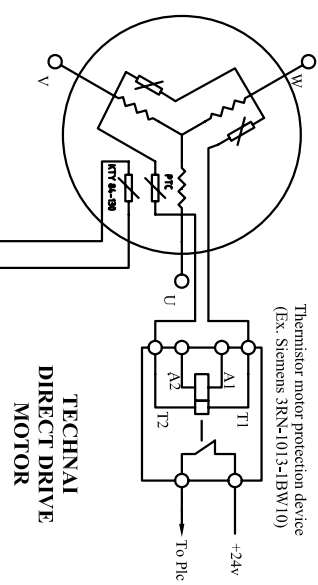 Thermistor motor protection device
(Ex. Siemens 3RN-1013-1BW10)
W
V
U
PTC
KTY 84-130
A1
A2
T1
T2
+24v
To Plc
TECHNAI
DIRECT DRIVE
MOTOR